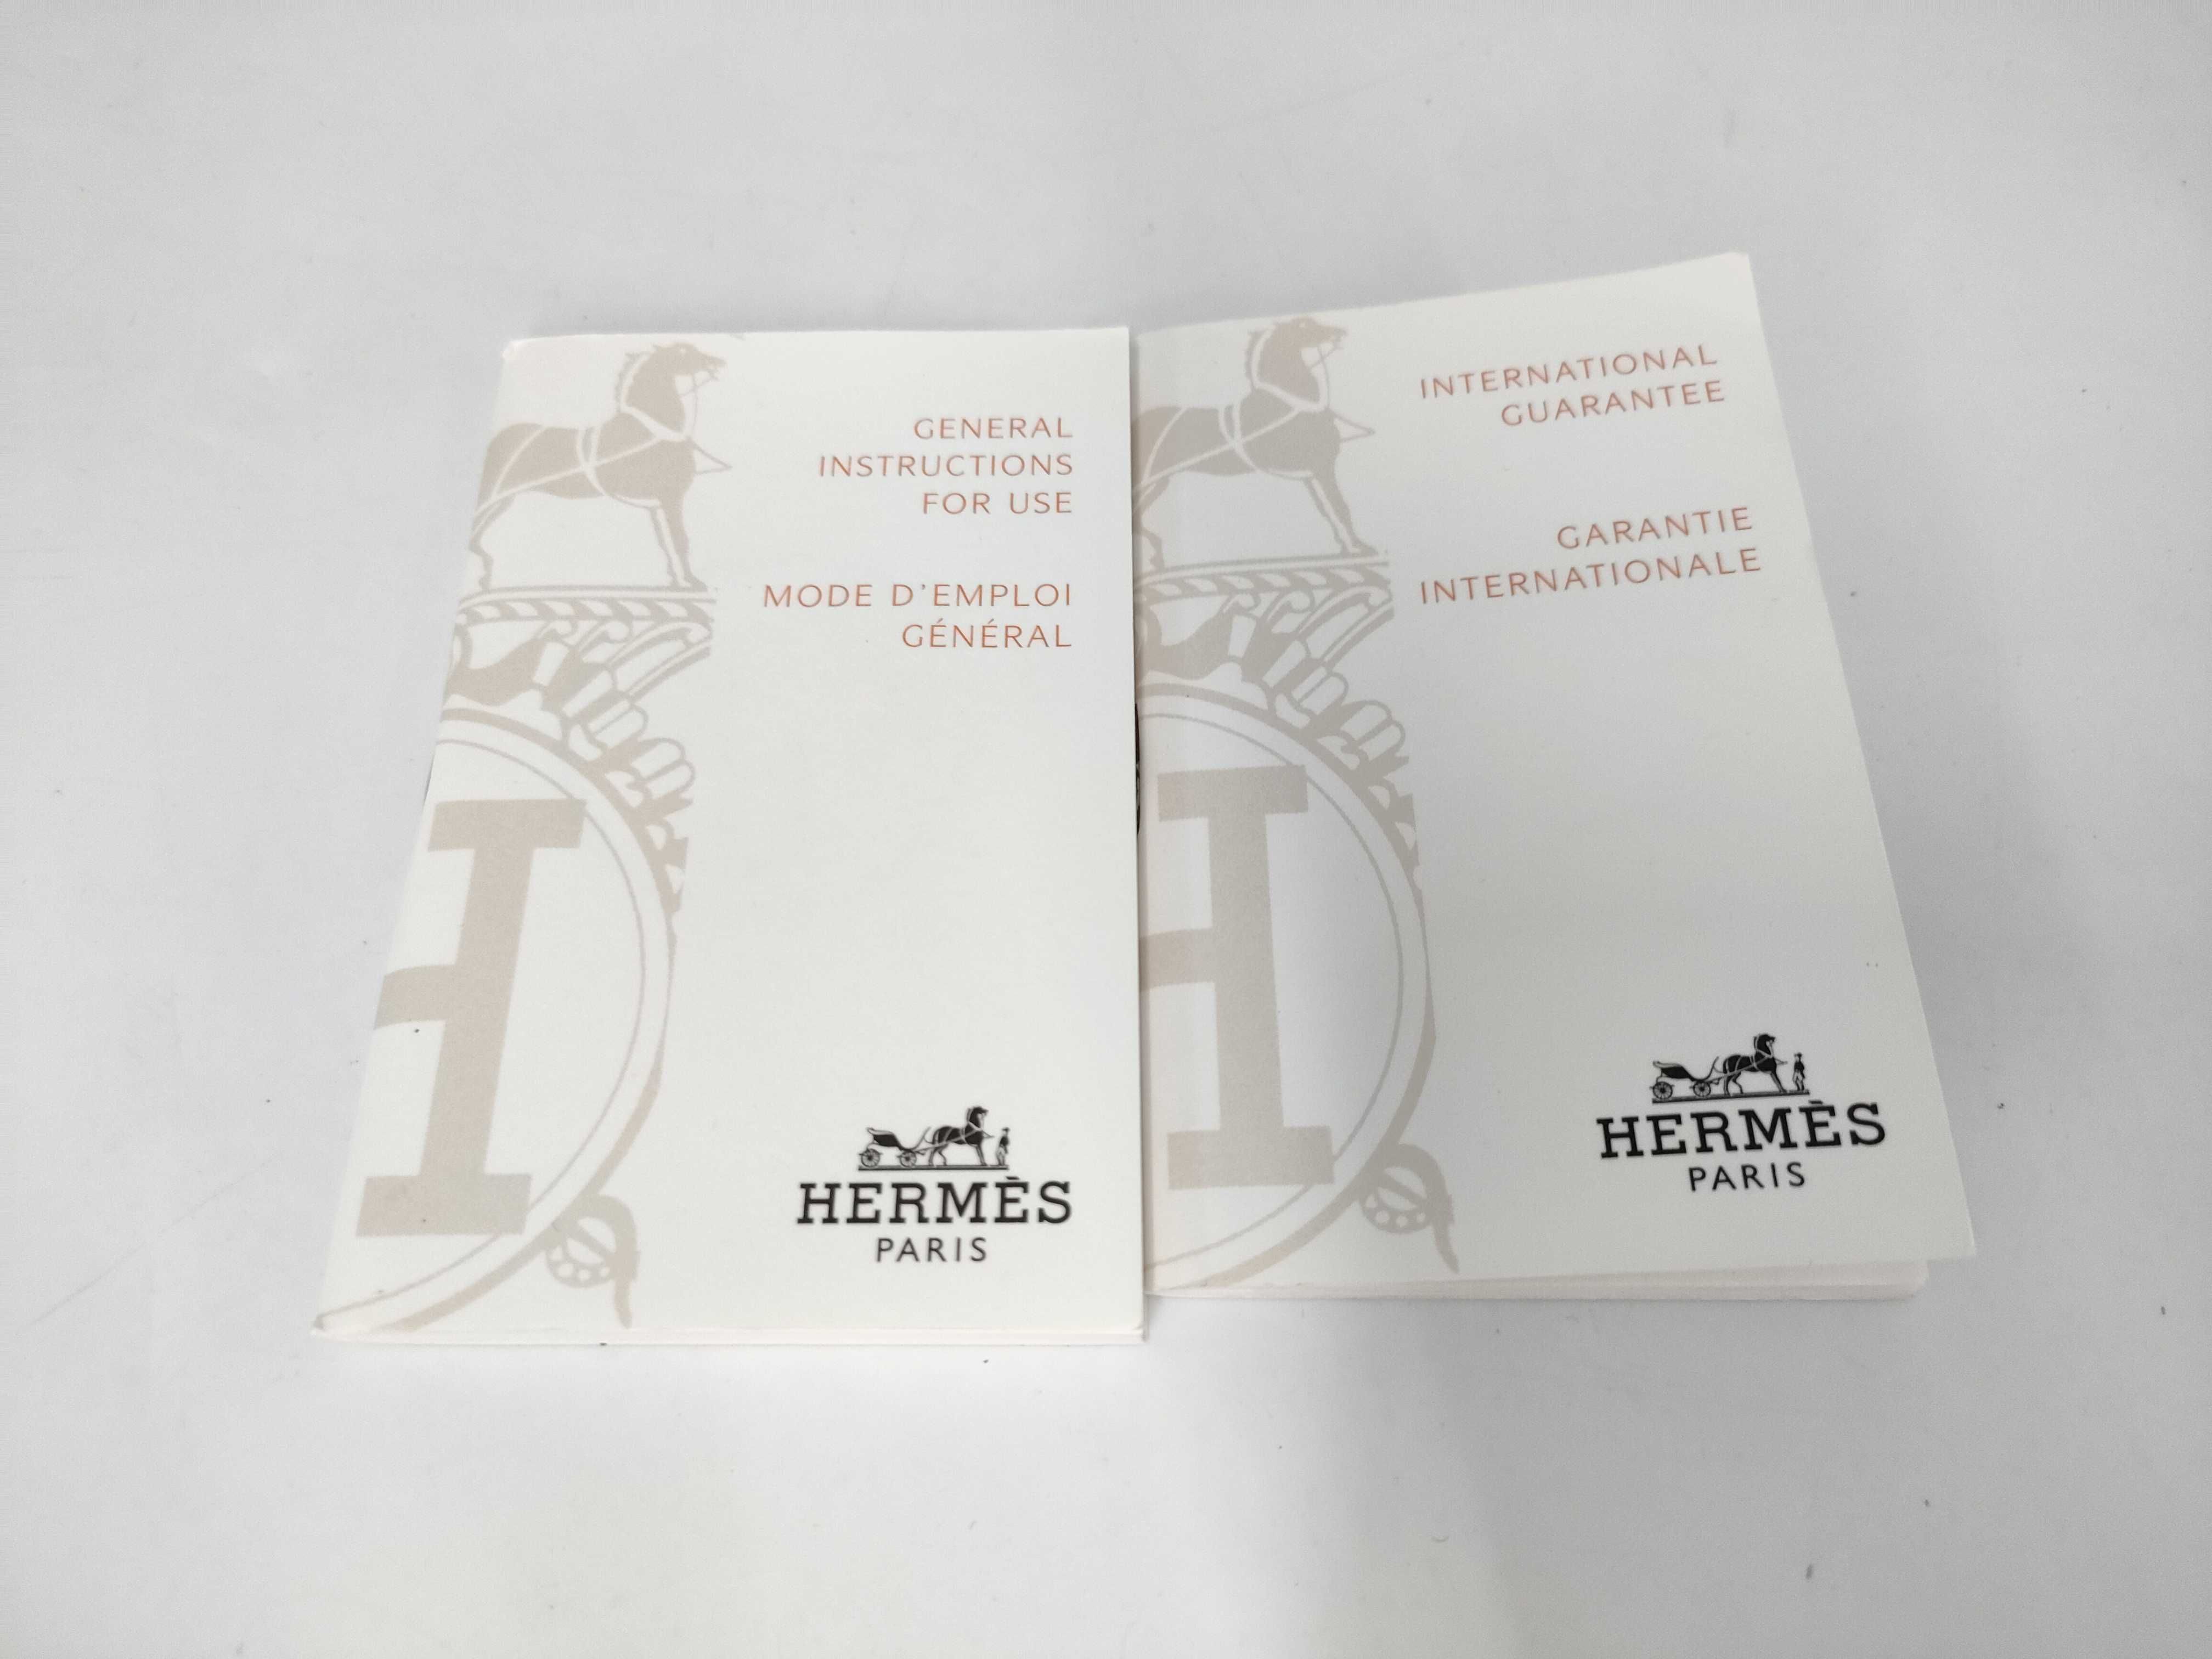 GENERAL
INSTRUCTIONS
FOR USE
MODE D'EMPLOI
GÉNÉRAL
H
HERMÈS
PARIS
INTERNATIONAL
GUARANTEE
GARANTIE
INTERNATIONALE
H
HERMÈS
PARIS